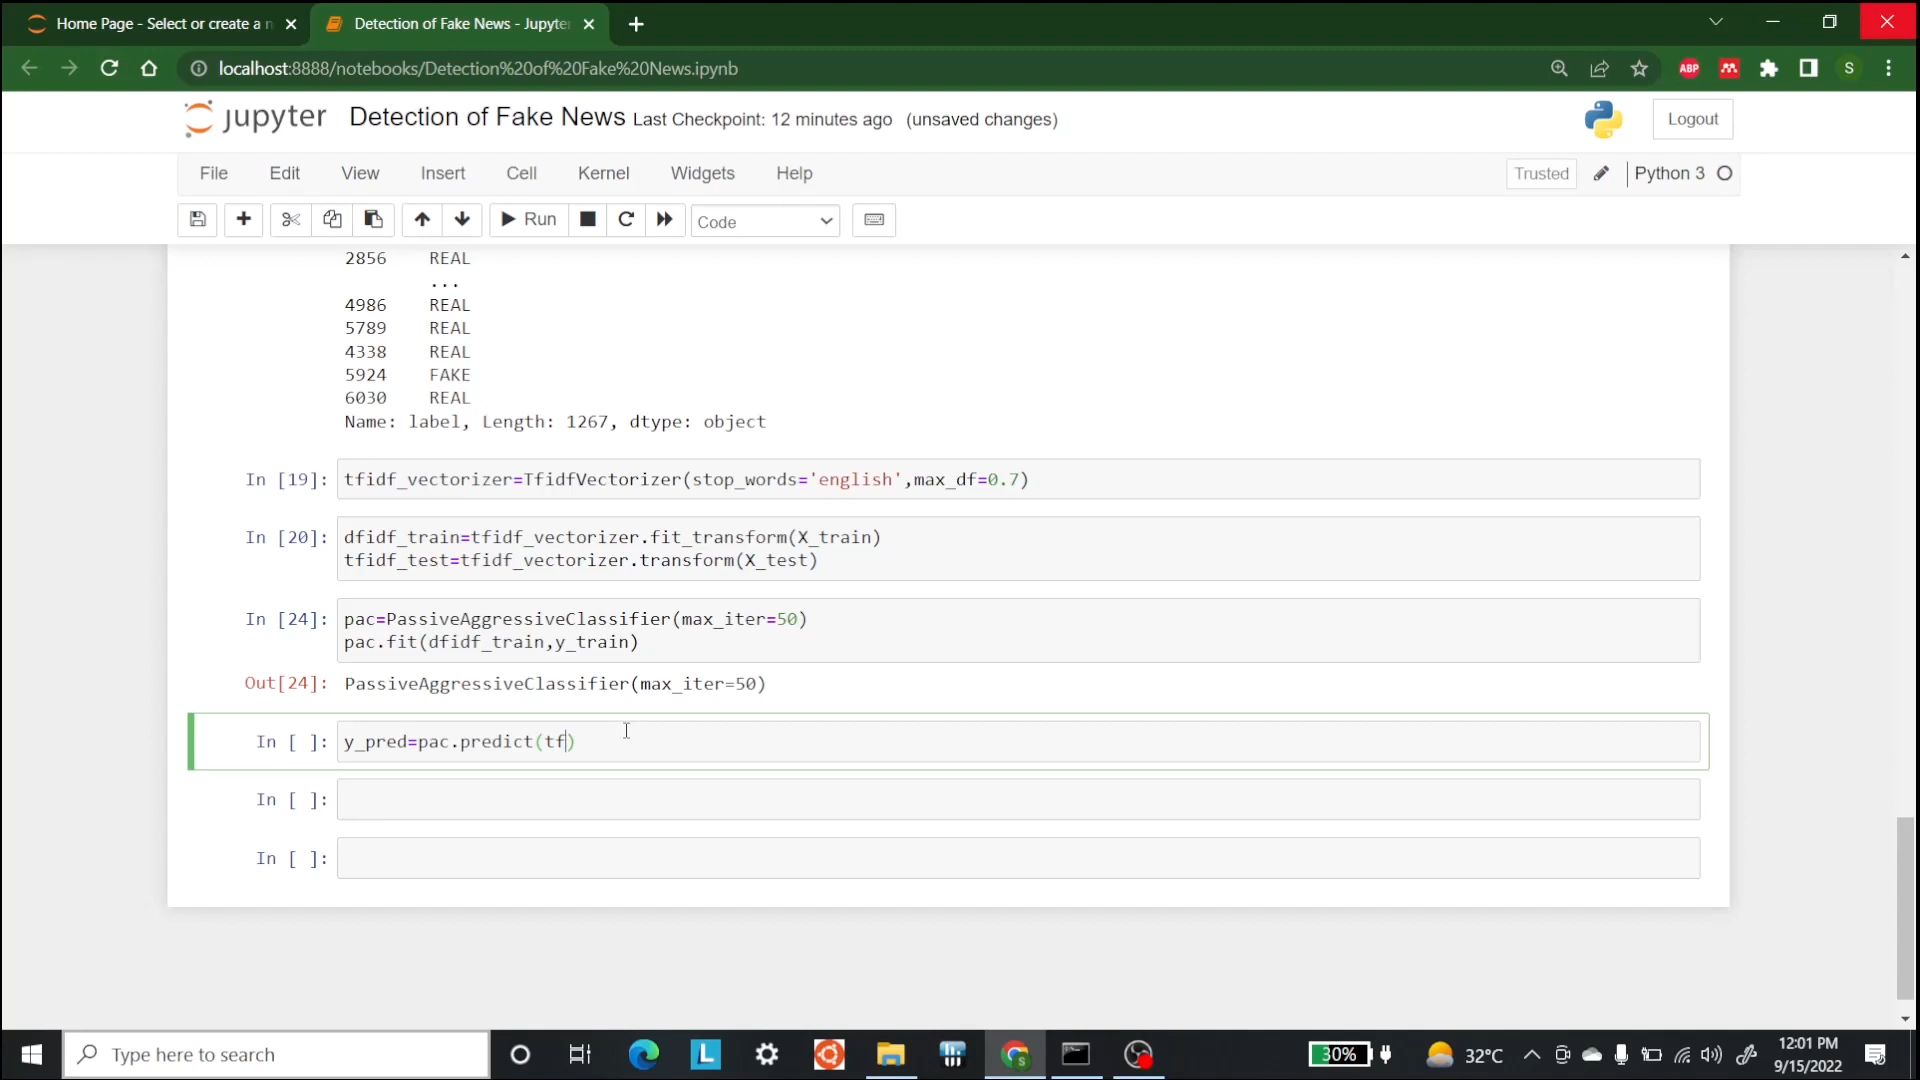 Home Page - Select or create a n
Detection of Fake News - Jupyte
localhost:8888/notebooks/Detection%20of%20Fake%20News.ipynb
ABP
S
jupyter
Detection of Fake News Last Checkpoint: 12 minutes ago (unsaved changes)
Logout
File Edit View Insert Cell Kernel Widgets Help
Trusted
Python 3
Run
Code
2856 REAL
...
4986 REAL
5789 REAL
4338 REAL
5924 FAKE
6030 REAL
Name: label, Length: 1267, dtype: object
In [19]: tfidf_vectorizer=TfidfVectorizer(stop_words='english',max_df=0.7)
In [20]: dfidf_train=tfidf_vectorizer.fit_transform(X_train)
tfidf_test=tfidf_vectorizer.transform(X_test)
In [24]: pac=PassiveAggressiveClassifier(max_iter=50)
pac.fit(dfidf_train,y_train)
Out[24]: PassiveAggressiveClassifier(max_iter=50)
In [ ]: y_pred=pac.predict(tf)
In [ ]:
In [ ]:
Type here to search
L
S
30%
32°C
12:01 PM
9/15/2022